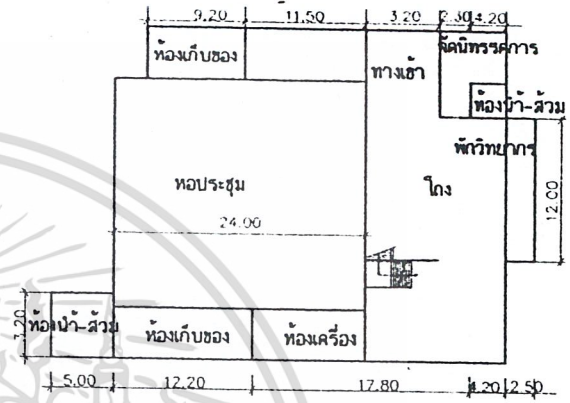 9.20 11.50 3.20 2.30 4.20
จัดนิทรรศการ
ห้องเก็บของ
ทางเข้า
ห้องน้ำ-ส้วม
พักวิทยากร
หอประชุม
โถง
24.00
12.00
7.20
ห้องน้ำ-ส้วม
ห้องเก็บของ
ห้องเครื่อง
5.00 12.20 17.80 4.20 2.50